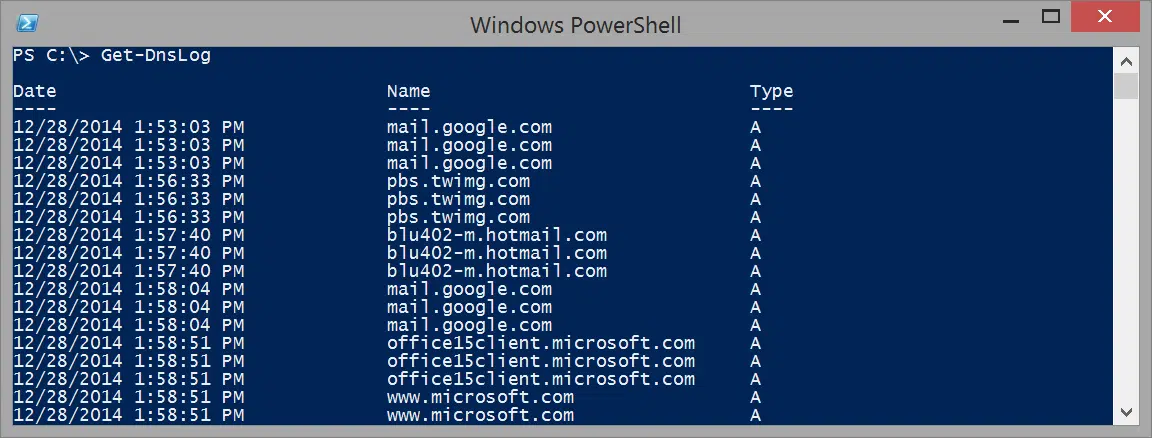 Windows PowerShell
PS C:\> Get-DnsLog
Date Name Type
---- ---- ----
12/28/2014 1:53:03 PM mail.google.com A
12/28/2014 1:53:03 PM mail.google.com A
12/28/2014 1:53:03 PM mail.google.com A
12/28/2014 1:56:33 PM pbs.twimg.com A
12/28/2014 1:56:33 PM pbs.twimg.com A
12/28/2014 1:56:33 PM pbs.twimg.com A
12/28/2014 1:57:40 PM blu402-m.hotmail.com A
12/28/2014 1:57:40 PM blu402-m.hotmail.com A
12/28/2014 1:57:40 PM blu402-m.hotmail.com A
12/28/2014 1:58:04 PM mail.google.com A
12/28/2014 1:58:04 PM mail.google.com A
12/28/2014 1:58:04 PM mail.google.com A
12/28/2014 1:58:51 PM office15client.microsoft.com A
12/28/2014 1:58:51 PM office15client.microsoft.com A
12/28/2014 1:58:51 PM office15client.microsoft.com A
12/28/2014 1:58:51 PM www.microsoft.com A
12/28/2014 1:58:51 PM www.microsoft.com A